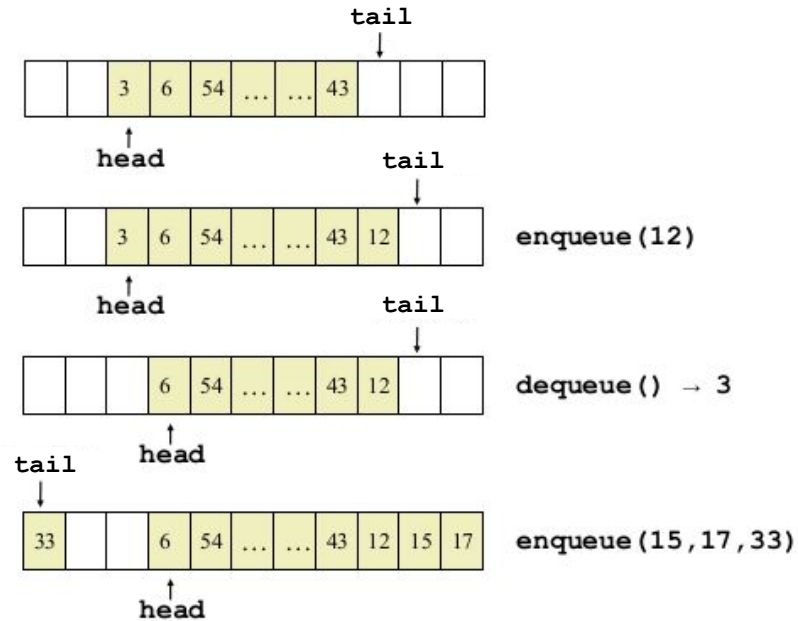 tail
3 6 54 ... ... 43
head
tail
3 6 54 ... ... 43 12 enqueue(12)
head
tail
6 54 ... ... 43 12 dequeue() → 3
head
tail
33 6 54 ... ... 43 12 15 17 enqueue(15,17,33)
head